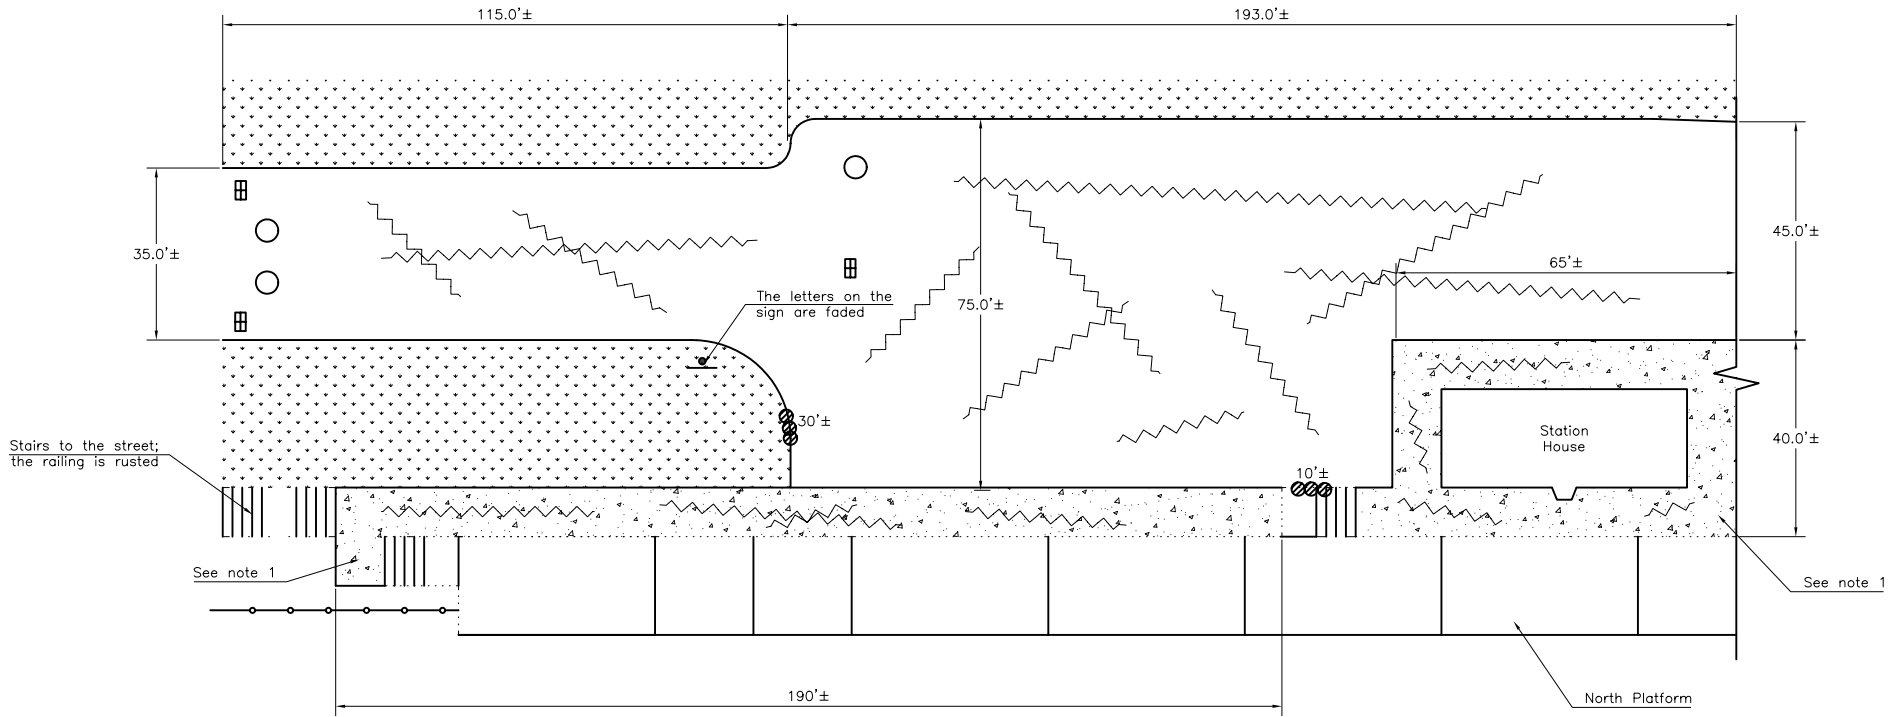 115.0'±
193.0'±
35.0'±
45.0'±
65'±
The letters on the
sign are faded
75.0'±
30'±
Station
House
40.0'±
Stairs to the street;
the railing is rusted
10'±
See note 1
See note 1
190'±
North Platform